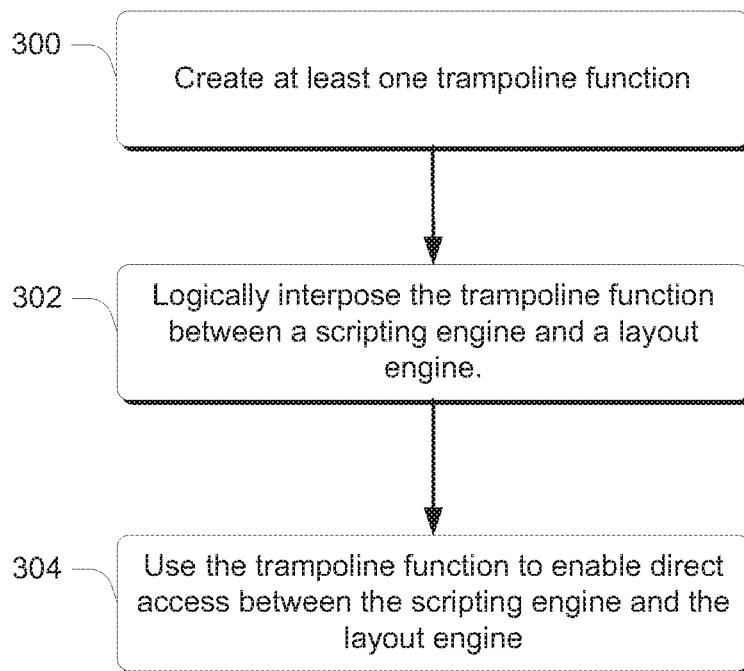 300
Create at least one trampoline function
302
Logically interpose the trampoline function
between a scripting engine and a layout
engine.
304
Use the trampoline function to enable direct
access between the scripting engine and the
layout engine